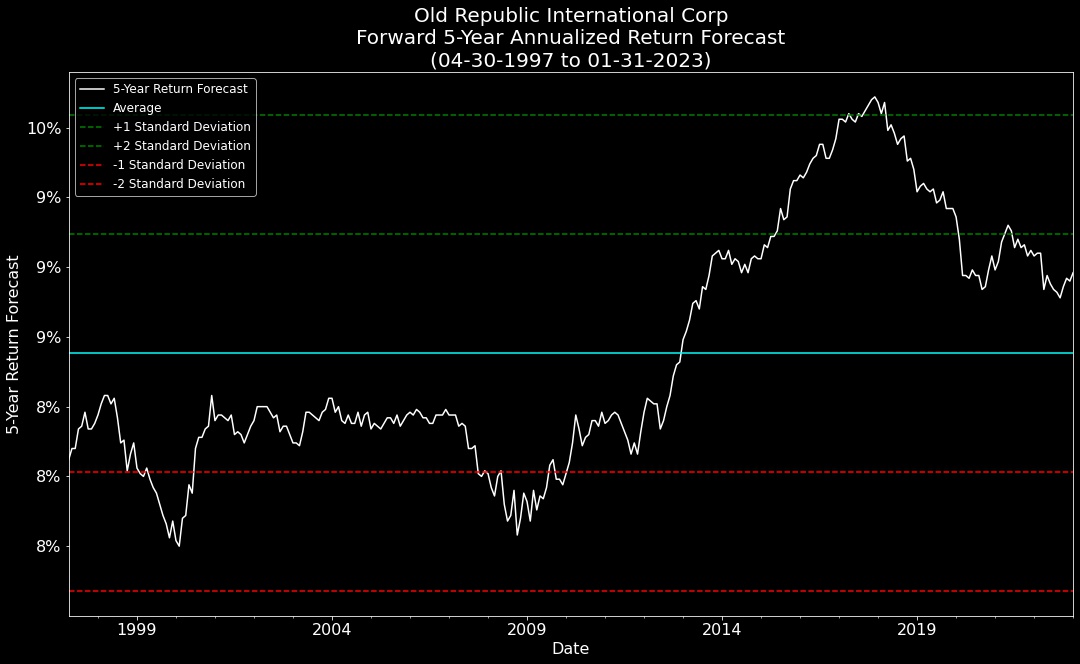 Old Republic International Corp
Forward 5-Year Annualized Return Forecast
(04-30-1997 to 01-31-2023)
5-Year Return Forecast
Average
+1 Standard Deviation
+2 Standard Deviation
-1 Standard Deviation
-2 Standard Deviation
10%
9%
9%
9%
8%
8%
8%
5-Year Return Forecast
1999
2004
2009
2014
2019
Date